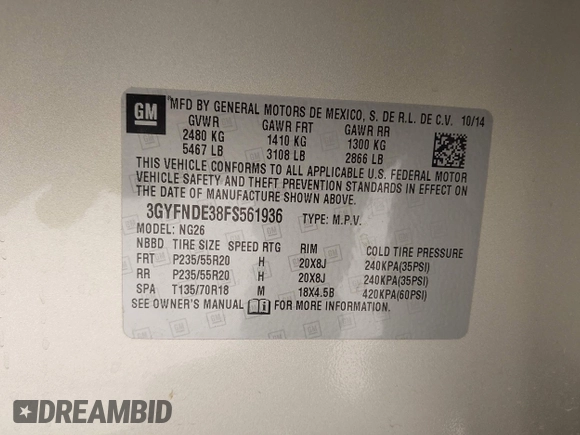 GM
MFD BY GENERAL MOTORS DE MEXICO, S. DE R.L. DE C.V. 10/14
GVWR GAWR FRT GAWR RR
2480 KG 1410 KG 1300 KG
5467 LB 3108 LB 2866 LB
THIS VEHICLE CONFORMS TO ALL APPLICABLE U.S. FEDERAL MOTOR
VEHICLE SAFETY AND THEFT PREVENTION STANDARDS IN EFFECT ON
THE DATE OF MANUFACTURE SHOWN ABOVE.
3GYFNDE38FS561936 TYPE: M.P.V.
MODEL: NG26
NBBD TIRE SIZE SPEED RTG RIM COLD TIRE PRESSURE
FRT P235/55R20 H 20X8J 240KPA(35PSI)
RR P235/55R20 H 20X8J 240KPA(35PSI)
SPA T135/70R18 M 18X4.5B 420KPA(60PSI)
SEE OWNER'S MANUAL FOR MORE INFORMATION.
#DREAMBID